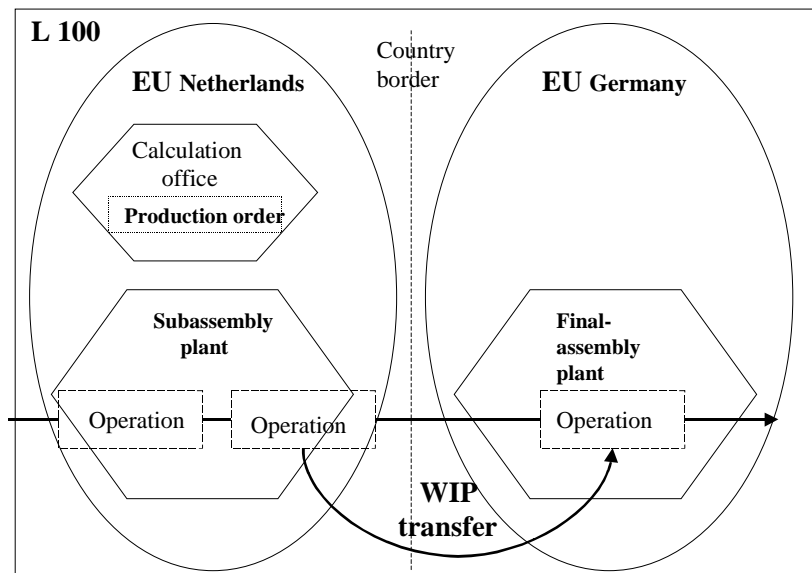 L 100
EU Netherlands
Country
border
EU Germany
Calculation
office
Production order
Subassembly
plant
Final-
assembly
plant
Operation
Operation
Operation
WIP
transfer